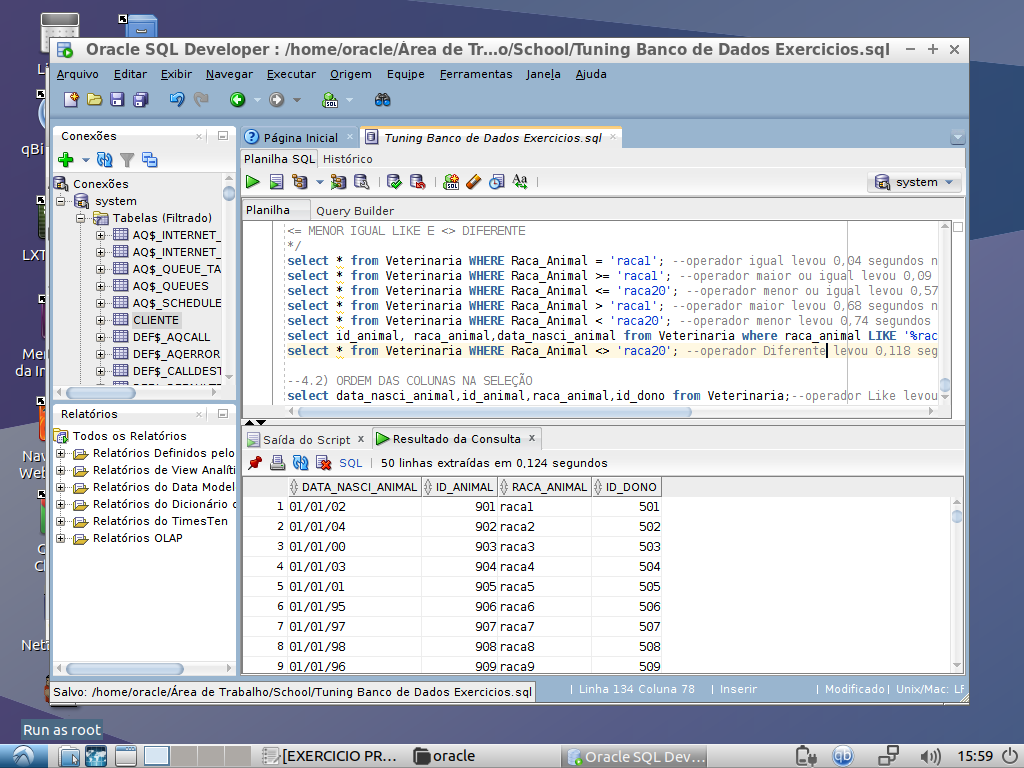 Oracle SQL Developer : /home/oracle/Área de Tr...o/School/Tuning Banco de Dados Exercicios.sql
Arquivo Editar Exibir Navegar Executar Origem Equipe Ferramentas Janela Ajuda
Conexões
Página Inicial
Tuning Banco de Dados Exercicios.sql
Planilha SQL Histórico
system
Planilha Query Builder
Conexões
system
Tabelas (Filtrado)
AQ$_INTERNET_
AQ$_INTERNET_
AQ$_QUEUE_TA
AQ$_QUEUES
AQ$_SCHEDULE
CLIENTE
DEF$_AQCALL
DEF$_AQERROR
DEF$_CALLDEST
<= MENOR IGUAL LIKE E <> DIFERENTE
*/
select * from Veterinaria WHERE Raca_Animal = 'raca1'; --operador igual levou 0,04 segundos n
select * from Veterinaria WHERE Raca_Animal >= 'raca1'; --operador maior ou igual levou 0,09
select * from Veterinaria WHERE Raca_Animal <= 'raca20'; --operador menor ou igual levou 0,57
select * from Veterinaria WHERE Raca_Animal > 'raca1'; --operador maior levou 0,68 segundos n
select * from Veterinaria WHERE Raca_Animal < 'raca20'; --operador menor levou 0,74 segundos
select id_animal, raca_animal,data_nasci_animal from Veterinaria where raca_animal LIKE '%rac
select * from Veterinaria WHERE Raca_Animal <> 'raca20'; --operador Diferente levou 0,118 seg
--4.2) ORDEM DAS COLUNAS NA SELEÇÃO
select data_nasci_animal,id_animal,raca_animal,id_dono from Veterinaria;--operador Like levou
Relatórios
Todos os Relatórios
Relatórios Definidos pelo
Relatórios de View Analíti
Relatórios do Data Model
Relatórios do Dicionário
Relatórios do TimesTen
Relatórios OLAP
Saída do Script x Resultado da Consulta x
SQL | 50 linhas extraídas em 0,124 segundos
DATA_NASCI_ANIMAL ID_ANIMAL RACA_ANIMAL ID_DONO
1 01/01/02 901 raca1 501
2 01/01/04 902 raca2 502
3 01/01/00 903 raca3 503
4 01/01/03 904 raca4 504
5 01/01/01 905 raca5 505
6 01/01/95 906 raca6 506
7 01/01/97 907 raca7 507
8 01/01/98 908 raca8 508
9 01/01/96 909 raca9 509
Salvo: /home/oracle/Área de Trabalho/School/Tuning Banco de Dados Exercicios.sql
| Linha 134 Coluna 78 | Inserir | Modificado | Unix/Mac: LF
Run as root
[EXERCICIO PR... oracle Oracle SQL Dev... qb 15:59